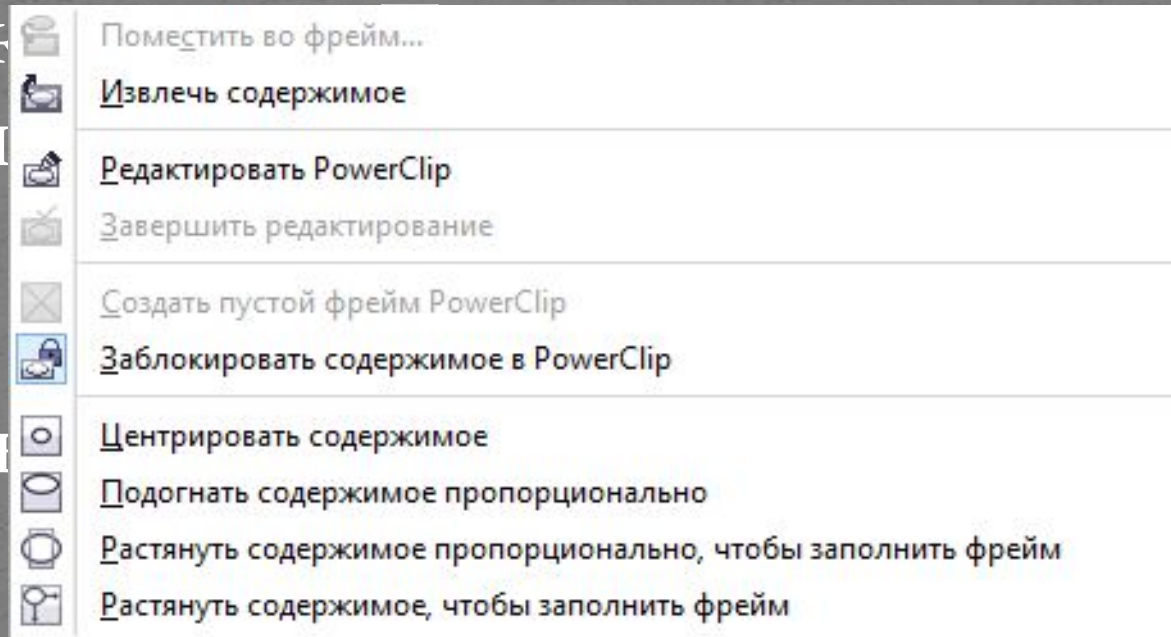 Поместить во фрейм...
Извлечь содержимое
Редактировать PowerClip
Завершить редактирование
Создать пустой фрейм PowerClip
Заблокировать содержимое в PowerClip
Центрировать содержимое
Подогнать содержимое пропорционально
Растянуть содержимое пропорционально, чтобы заполнить фрейм
Растянуть содержимое, чтобы заполнить фрейм